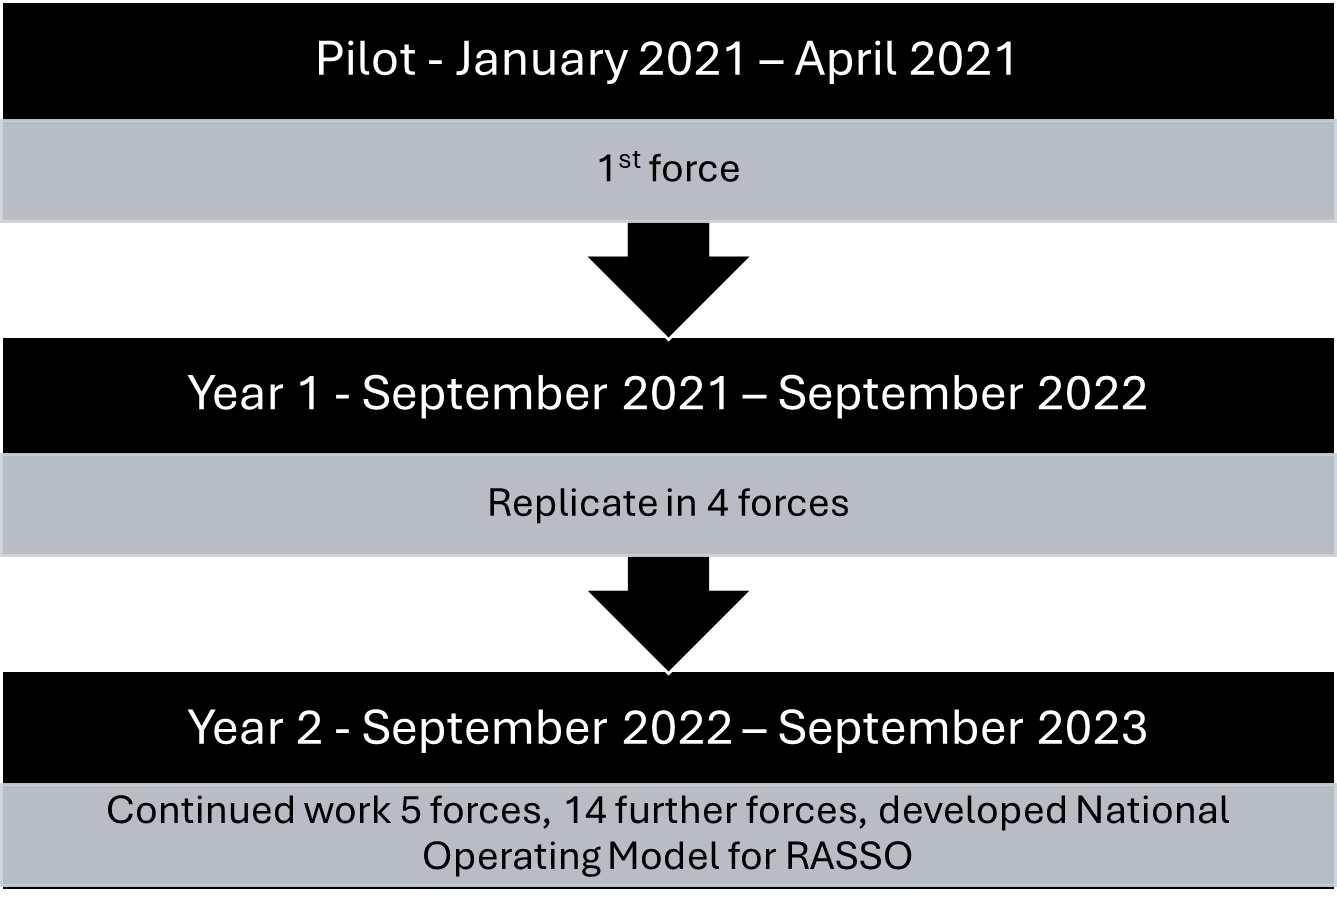 Pilot - January 2021 – April 2021
1st force
Year 1 - September 2021 – September 2022
Replicate in 4 forces
Year 2 - September 2022 – September 2023
Continued work 5 forces, 14 further forces, developed National
Operating Model for RASSO